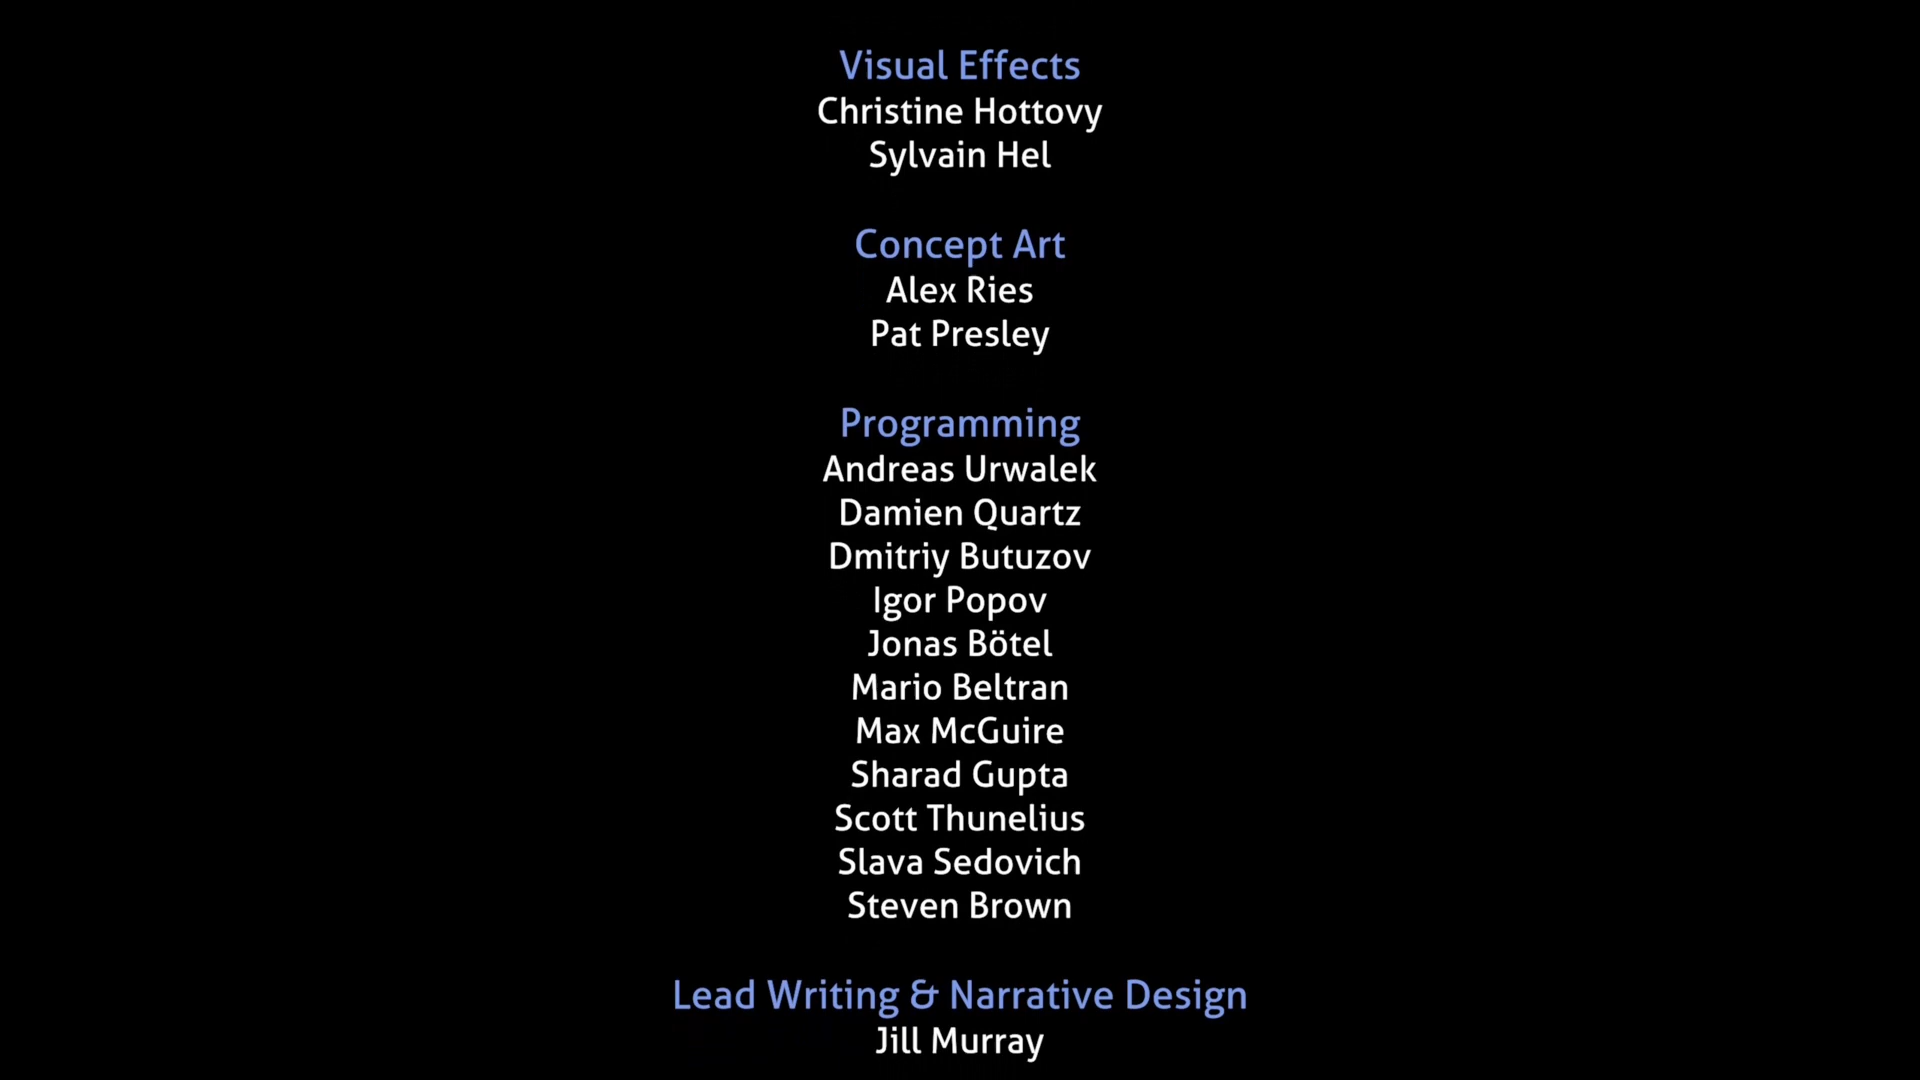 Visual Effects
Christine Hottovy
Sylvain Hel
Concept Art
Alex Ries
Pat Presley
Programming
Andreas Urwalek
Damien Quartz
Dmitriy Butuzov
Igor Popov
Jonas Bötel
Mario Beltran
Max McGuire
Sharad Gupta
Scott Thunelius
Slava Sedovich
Steven Brown
Lead Writing & Narrative Design
Jill Murray